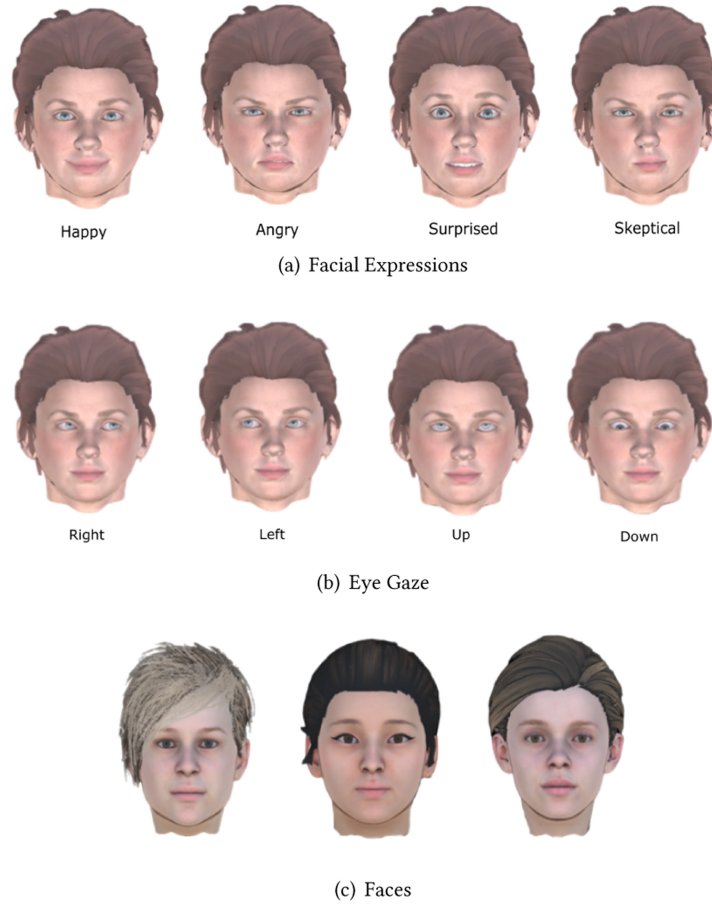 Happy Angry Surprised Skeptical
(a) Facial Expressions
Right Left Up Down
(b) Eye Gaze
(c) Faces